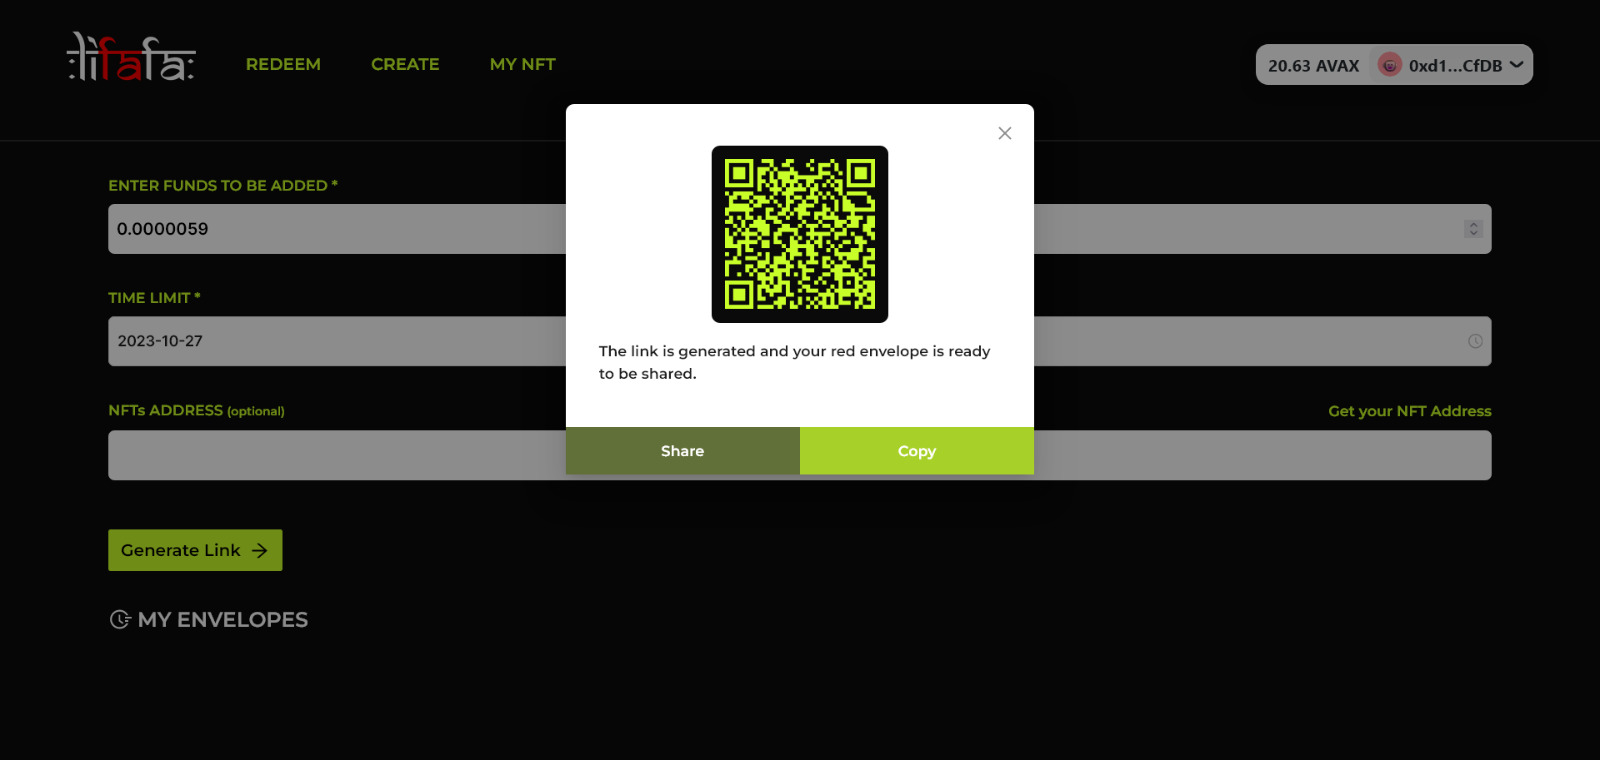 lifafa
REDEEM
CREATE
MY NFT
20.63 AVAX
0xd1...CfDB
ENTER FUNDS TO BE ADDED *
0.0000059
TIME LIMIT *
2023-10-27
NFTs ADDRESS (optional)
Get your NFT Address
Generate Link
MY ENVELOPES
The link is generated and your red envelope is ready
to be shared.
Share
Copy